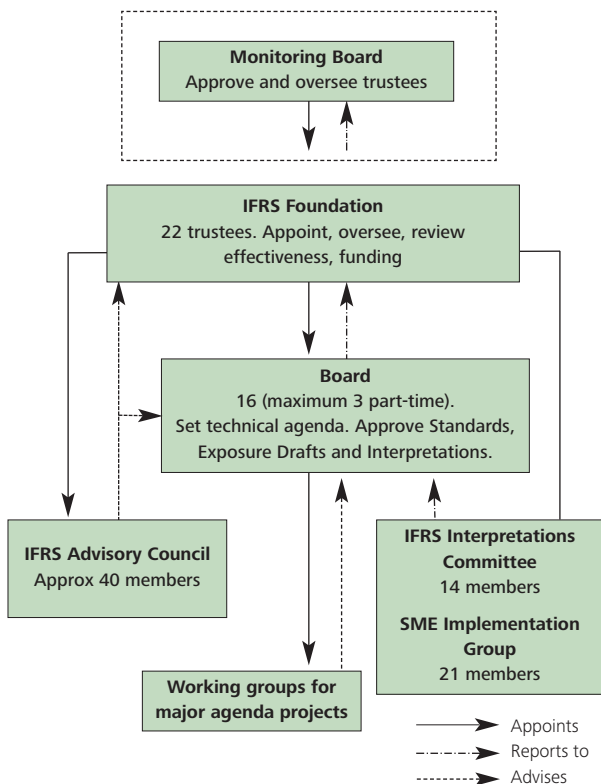 Monitoring Board
Approve and oversee trustees
IFRS Foundation
22 trustees. Appoint, oversee, review
effectiveness, funding
Board
16 (maximum 3 part-time).
Set technical agenda. Approve Standards,
Exposure Drafts and Interpretations.
IFRS Advisory Council
Approx 40 members
IFRS Interpretations
Committee
14 members
SME Implementation
Group
21 members
Working groups for
major agenda projects
Appoints
Reports to
Advises